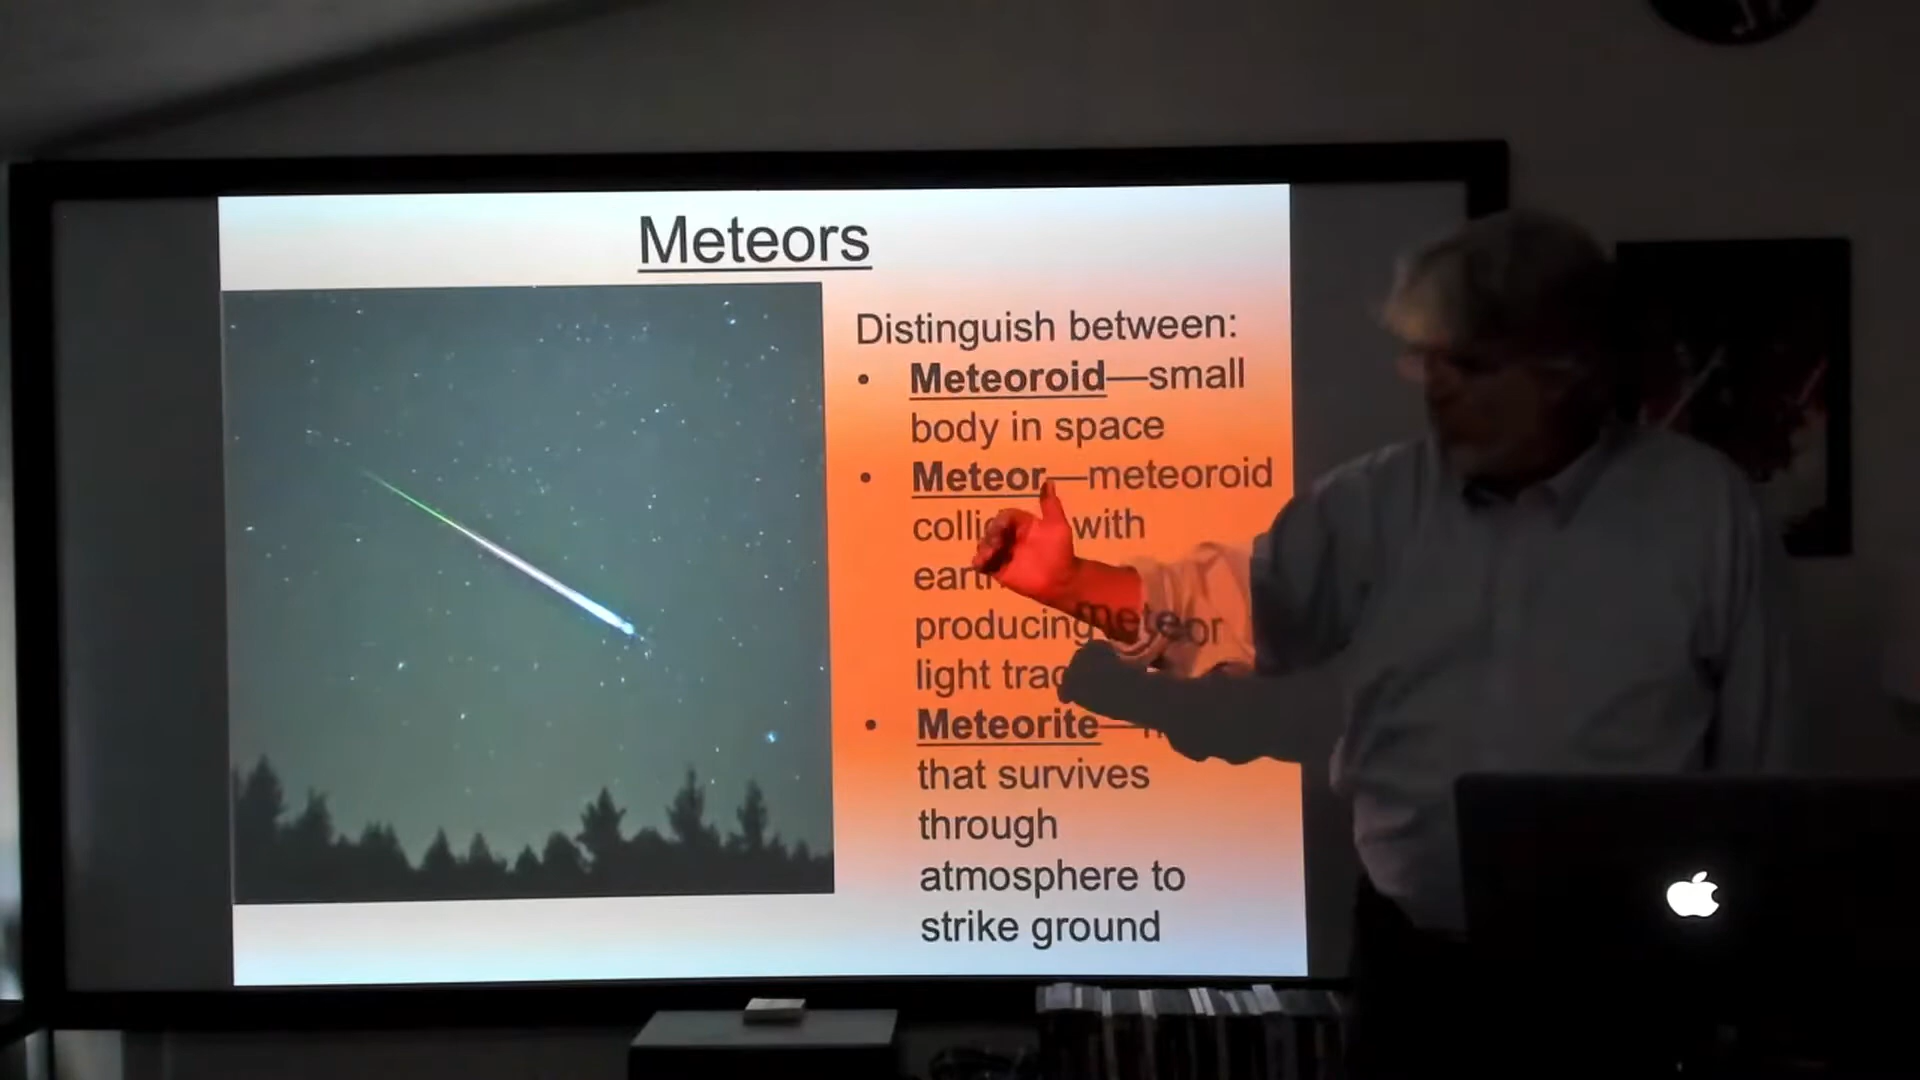 Meteors
Distinguish between:
• Meteoroid—small
body in space
• Meteor—meteoroid
with
producing meteor
light
• Meteorite—
that survives
through
atmosphere to
strike ground